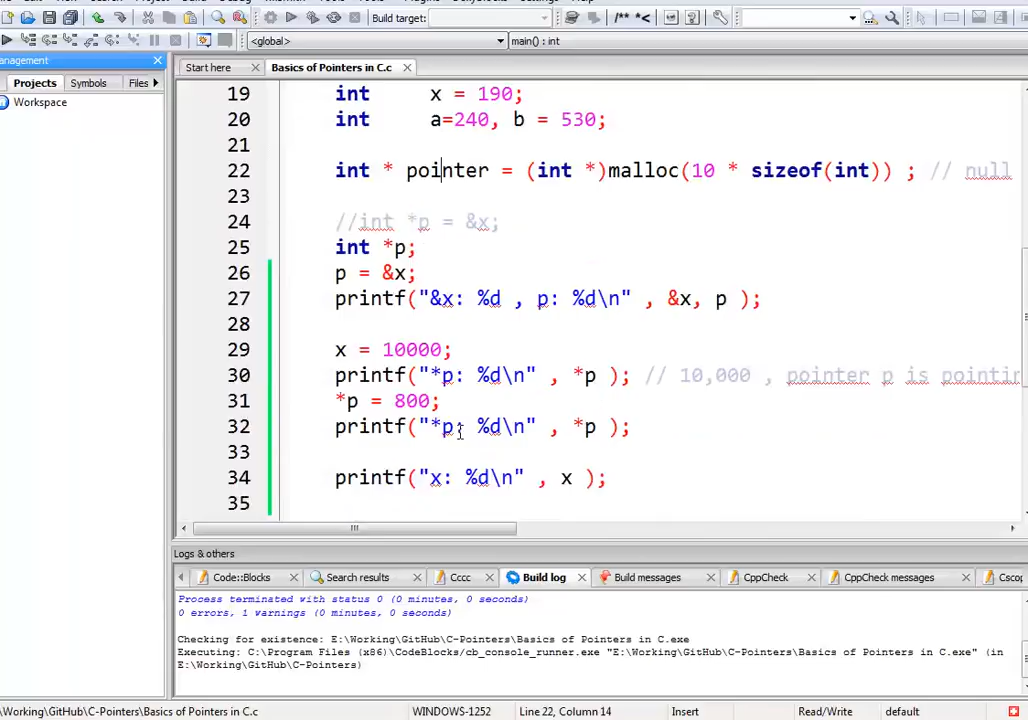 Build target:
/** *<
<global>
main() : int
anagement
Start here
Basics of Pointers in C.c
Projects
Symbols
Files
Workspace
19 int x = 190;
20 int a=240, b = 530;
21
22 int * pointer = (int *)malloc(10 * sizeof(int)) ; // null
23
24 //int *p = &x;
25 int *p;
26 p = &x;
27 printf("&x: %d , p: %d\n" , &x, p );
28
29 x = 10000;
30 printf("*p: %d\n" , *p ); // 10,000 , pointer p is pointin
31 *p = 800;
32 printf("*p: %d\n" , *p );
33
34 printf("x: %d\n" , x );
35
Logs & others
Code::Blocks
Search results
Cccc
Build log
Build messages
CppCheck
CppCheck messages
Cscop
Process terminated with status 0 (0 minutes, 0 seconds)
0 errors, 1 warnings (0 minutes, 0 seconds)
Checking for existence: E:\Working\GitHub\C-Pointers\Basics of Pointers in C.exe
Executing: C:\Program Files (x86)\CodeBlocks/cb_console_runner.exe "E:\Working\GitHub\C-Pointers\Basics of Pointers in C.exe" (in
E:\Working\GitHub\C-Pointers)
\Working\GitHub\C-Pointers\Basics of Pointers in C.c
WINDOWS-1252
Line 22, Column 14
Insert
Read/Write
default